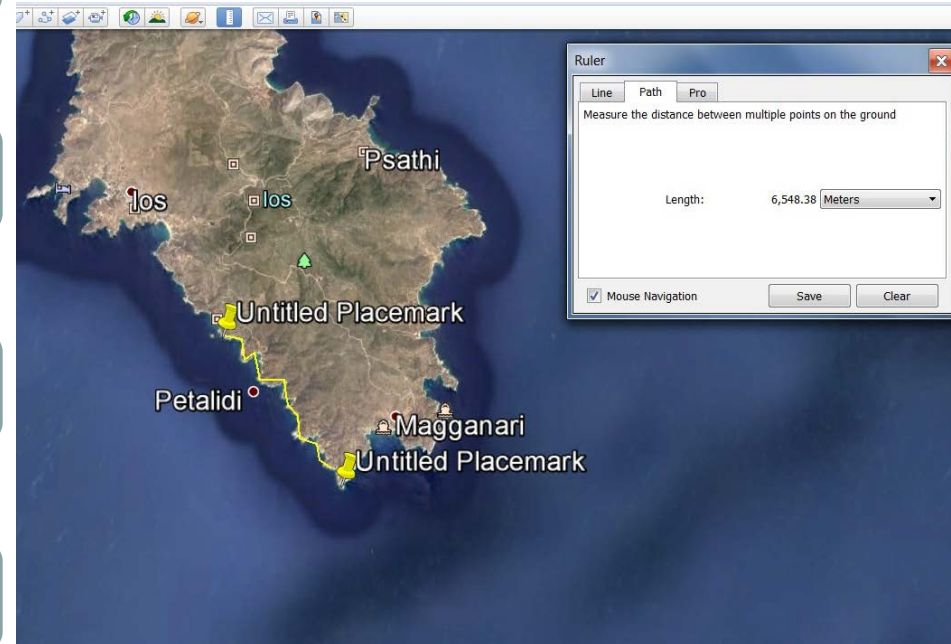 Ruler
Line Path Pro
Measure the distance between multiple points on the ground
Length: 6,548.38 Meters
Mouse Navigation Save Clear
Psathi
Ios
Ios
Untitled Placemark
Petalidi
Magganari
Untitled Placemark